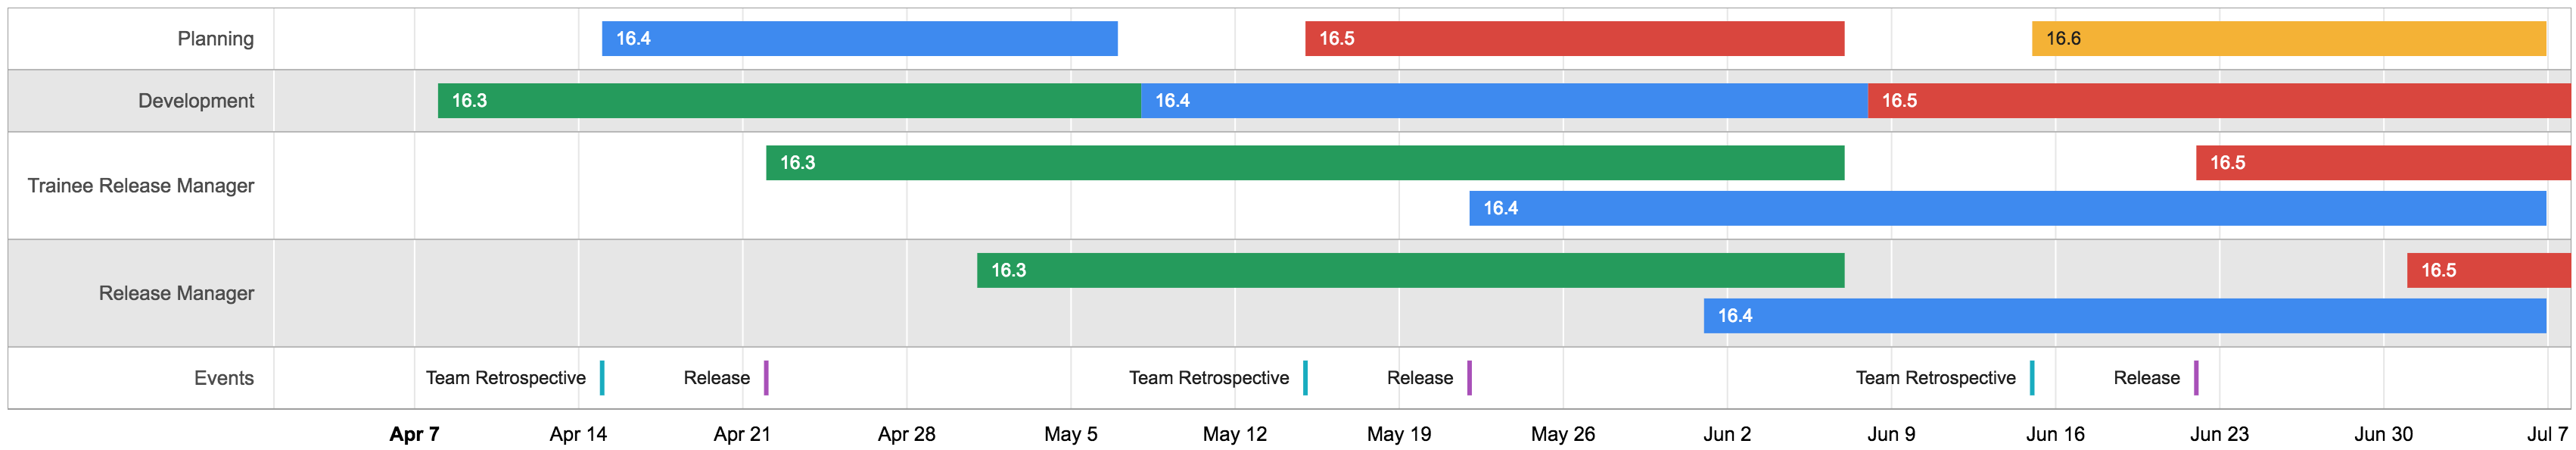 Planning
16.4
16.5
16.6
Development
16.3
16.4
16.5
Trainee Release Manager
16.3
16.5
16.4
Release Manager
16.3
16.5
16.4
Events
Team Retrospective
Release
Team Retrospective
Release
Team Retrospective
Release
Apr 7
Apr 14
Apr 21
Apr 28
May 5
May 12
May 19
May 26
Jun 2
Jun 9
Jun 16
Jun 23
Jun 30
Jul 7